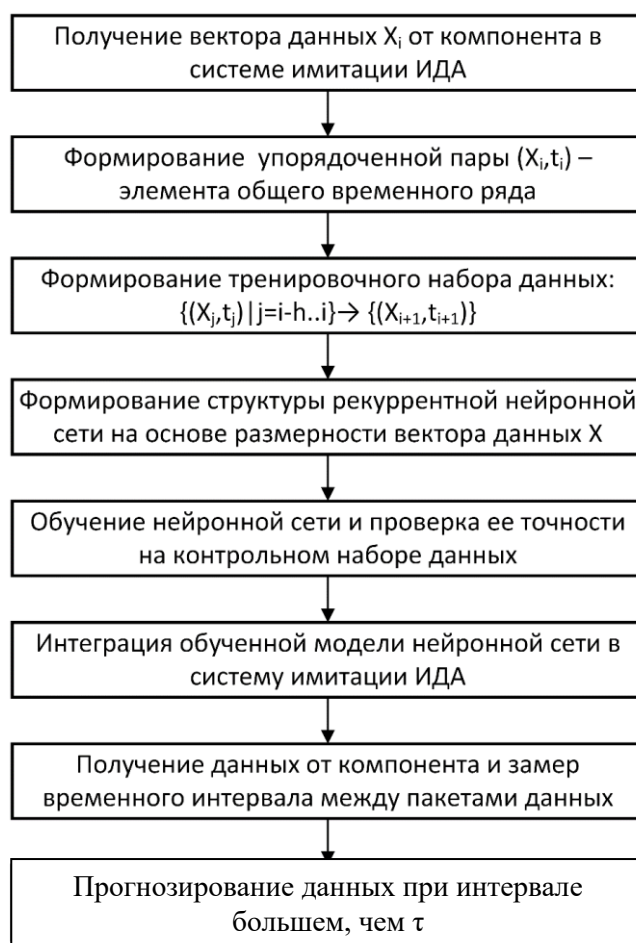 Получение вектора данных Xᵢ от компонента в
системе имитации ИДА
Формирование упорядоченной пары (Xᵢ,tᵢ) –
элемента общего временного ряда
Формирование тренировочного набора данных:
{(Xⱼ,tⱼ)|j=i-h..i}→ {(Xᵢ₊₁,tᵢ₊₁)}
Формирование структуры рекуррентной нейронной
сети на основе размерности вектора данных X
Обучение нейронной сети и проверка ее точности
на контрольном наборе данных
Интеграция обученной модели нейронной сети в
систему имитации ИДА
Получение данных от компонента и замер
временного интервала между пакетами данных
Прогнозирование данных при интервале
большем, чем τ